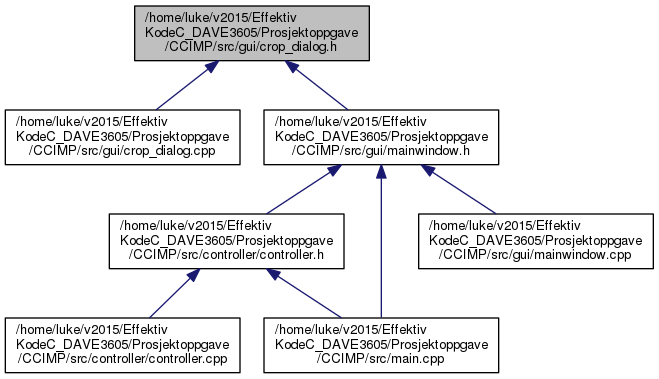 /home/luke/v2015/Effektiv
KodeC_DAVE3605/Prosjektoppgave
/CCIMP/src/gui/crop_dialog.h
/home/luke/v2015/Effektiv
KodeC_DAVE3605/Prosjektoppgave
/CCIMP/src/gui/crop_dialog.cpp
/home/luke/v2015/Effektiv
KodeC_DAVE3605/Prosjektoppgave
/CCIMP/src/gui/mainwindow.h
/home/luke/v2015/Effektiv
KodeC_DAVE3605/Prosjektoppgave
/CCIMP/src/controller/controller.h
/home/luke/v2015/Effektiv
KodeC_DAVE3605/Prosjektoppgave
/CCIMP/src/gui/mainwindow.cpp
/home/luke/v2015/Effektiv
KodeC_DAVE3605/Prosjektoppgave
/CCIMP/src/controller/controller.cpp
/home/luke/v2015/Effektiv
KodeC_DAVE3605/Prosjektoppgave
/CCIMP/src/main.cpp